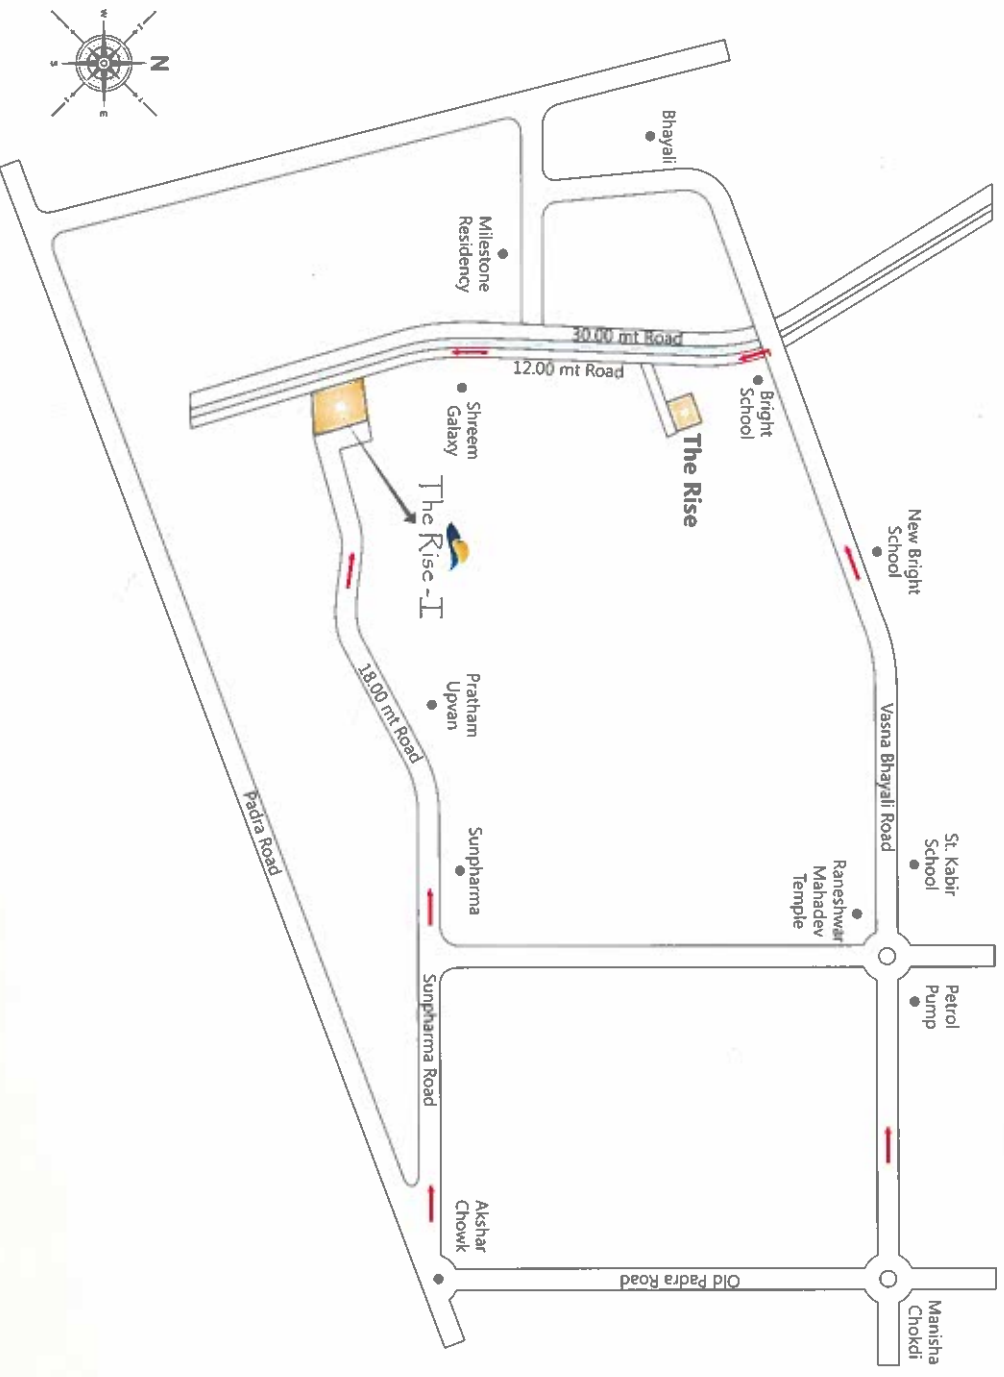 N
W
E
S
Bhayali
Milestone
Residency
30.00 mt Road
12.00 mt Road
Bright
School
The Rise
Shreem
Galaxy
The Rise-I
New Bright
School
Vasna Bhayali Road
Pratham
Upvan
18.00 mt Road
Padra Road
Sunpharma
St. Kabir
School
Raneshwar
Mahadev
Temple
Petrol
Pump
Sunpharma Road
Akshar
Chowk
Old Padra Road
Manisha
Chokdi